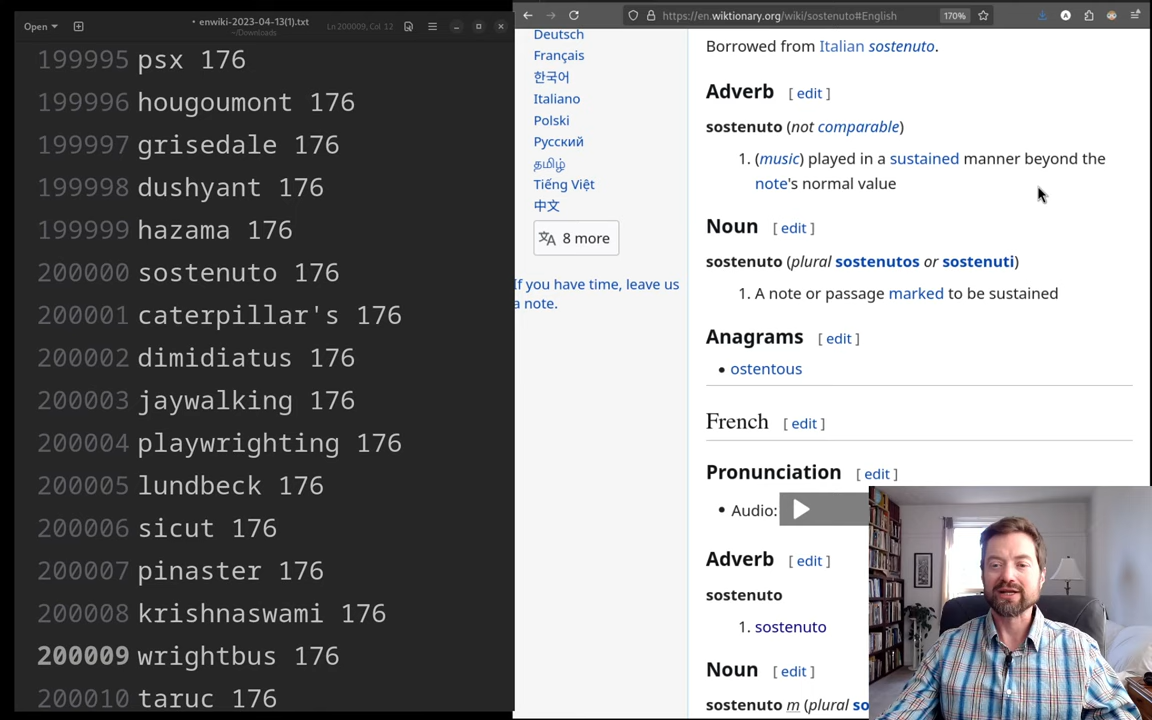 Open
enwiki-2023-04-13(1).txt
~/Downloads
Ln 200009, Col 12
199995 psx 176
199996 hougoumont 176
199997 grisedale 176
199998 dushyant 176
199999 hazama 176
200000 sostenuto 176
200001 caterpillar's 176
200002 dimidiatus 176
200003 jaywalking 176
200004 playwrighting 176
200005 lundbeck 176
200006 sicut 176
200007 pinaster 176
200008 krishnaswami 176
200009 wrightbus 176
200010 taruc 176
https://en.wiktionary.org/wiki/sostenuto#English
170%
Deutsch
Français
한국어
Italiano
Polski
Русский
தமிழ்
Tiếng Việt
中文
8 more
If you have time, leave us
a note.
Borrowed from Italian sostenuto.
Adverb [ edit ]
sostenuto (not comparable)
1. (music) played in a sustained manner beyond the
note's normal value
Noun [ edit ]
sostenuto (plural sostenutos or sostenuti)
1. A note or passage marked to be sustained
Anagrams [ edit ]
• ostentous
French [ edit ]
Pronunciation [ edit ]
• Audio:
Adverb [ edit ]
sostenuto
1. sostenuto
Noun [ edit ]
sostenuto m (plural so